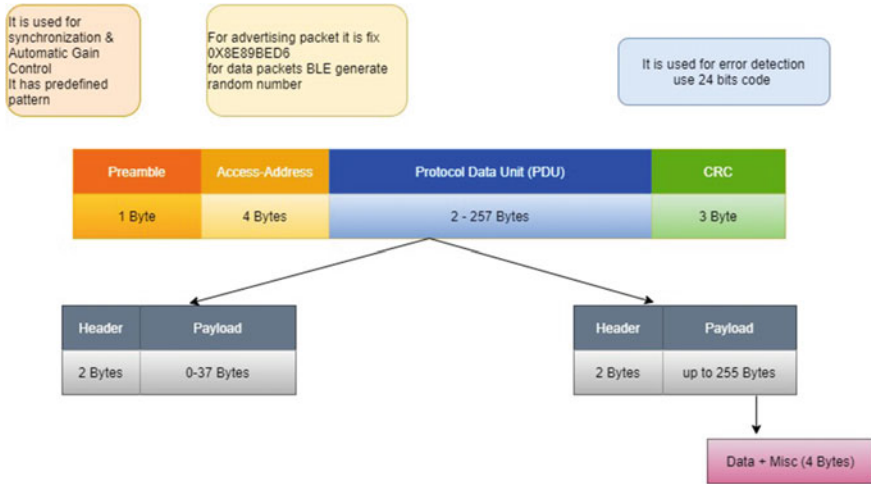 It is used for
synchronization &
Automatic Gain
Control
It has predefined
pattern
For advertising packet it is fix
0X8E89BED6
for data packets BLE generate
random number
It is used for error detection
use 24 bits code
Preamble Access-Address Protocol Data Unit (PDU) CRC
1 Byte 4 Bytes 2 - 257 Bytes 3 Byte
Header Payload
2 Bytes 0-37 Bytes
Header Payload
2 Bytes up to 255 Bytes
Data + Misc (4 Bytes)